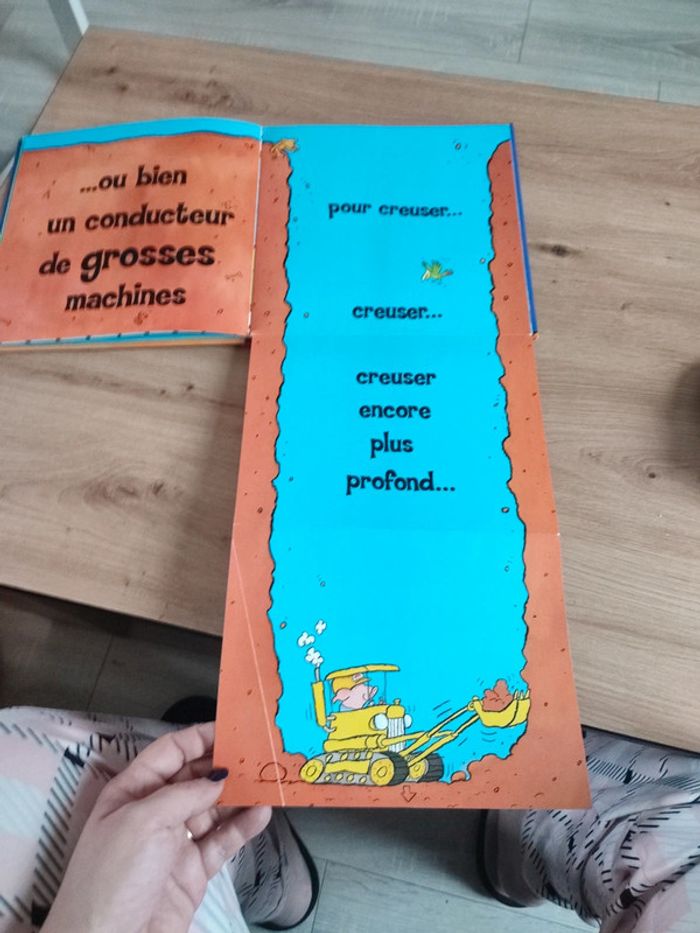 ...ou bien
un conducteur
de grosses
machines
pour creuser...
creuser...
creuser
encore
plus
profond...